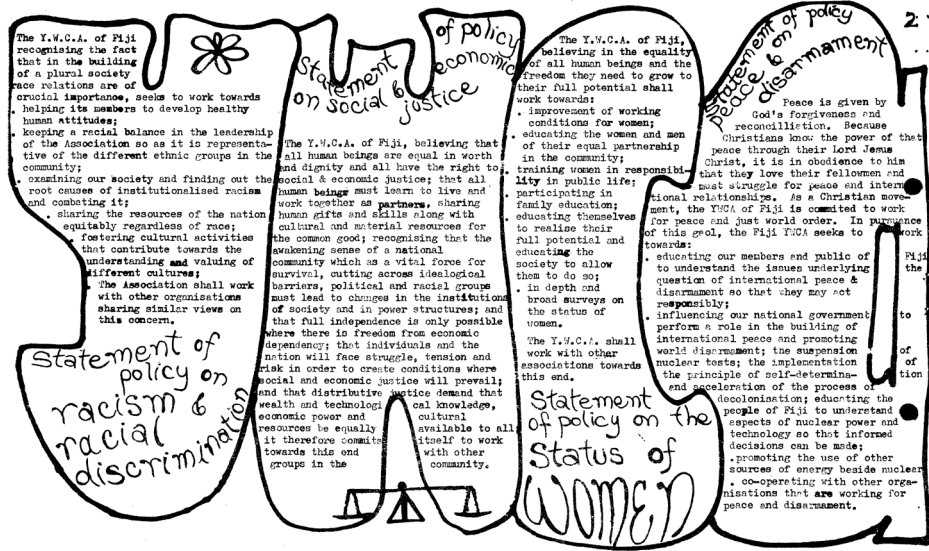 The Y.W.C.A. of Fiji
recognising the fact
that in the building
of a plural society
race relations are of
crucial importance, seeks to work towards
. helping its members to develop healthy
human attitudes;
. keeping a racial balance in the leadership
of the Association so as it is representa-
tive of the different ethnic groups in the
community;
. examining our society and finding out the
root causes of institutionalised racism
and combating it;
. sharing the resources of the nation
equitably regardless of race;
. fostering cultural activities
that contribute towards the
understanding and valuing of
different cultures;
. The Association shall work
with other organisations
sharing similar views on
this concern.
Statement of
policy on
racism &
racial
discrimination
Statement of policy
on social & economic
justice
The Y.W.C.A. of Fiji, believing that
all human beings are equal in worth
and dignity and all have the right to
social & economic justice; that all
human beings must learn to live and
work together as partners, sharing
human gifts and skills along with
cultural and material resources for
the common good; recognising that the
awakening sense of a national
community which as a vital force for
survival, cutting across idealogical
barriers, political and racial groups
must lead to changes in the institutions
of society and in power structures; and
that full independence is only possible
where there is freedom from economic
dependency; that individuals and the
nation will face struggle, tension and
risk in order to create conditions where
social and economic justice will prevail;
and that distributive justice demand that
wealth and technologi cal knowledge,
economic power and cultural
resources be equally available to all;
it therefore commits itself to work
towards this end with other
groups in the community.
The Y.W.C.A. of Fiji,
believing in the equality
of all human beings and the
freedom they need to grow to
their full potential shall
work towards:
. improvement of working
conditions for women;
. educating the women and men
of their equal partnership
in the community;
. training women in responsibi-
lity in public life;
. participating in
family education;
. educating themselves
to realise their
full potential and
educating the
society to allow
them to do so;
. in depth and
broad surveys on
the status of
women.
The Y.W.C.A. shall
work with other
associations towards
this end.
Statement
of policy on the
Status of
WOMEN
Statement of policy
peace & on
disarmament
2
Peace is given by
God's forgiveness and
reconciliation. Because
Christians know the power of that
peace through their Lord Jesus
Christ, it is in obedience to him
that they love their fellowmen and
must struggle for peace and interna
tional relationships. As a Christian move-
ment, the YWCA of Fiji is commited to work
for peace and just world order. In pursuance
of this goal, the Fiji YWCA seeks to work
towards:
. educating our members and public of Fiji
to understand the issues underlying the
question of international peace &
disarmament so that they may act
responsibly;
. influencing our national government to
perform a role in the building of
international peace and promoting
world disarmament; the suspension of
nuclear tests; the implementation of
the principle of self-determina- tion
and acceleration of the process of
decolonisation; educating the
people of Fiji to understand
aspects of nuclear power and
technology so that informed
decisions can be made;
. promoting the use of other
sources of energy beside nuclear
. co-operating with other orga-
nisations that are working for
peace and disarmament.